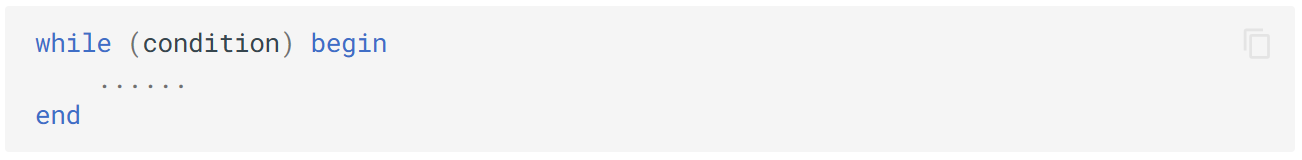 while (condition) begin
    ......
end